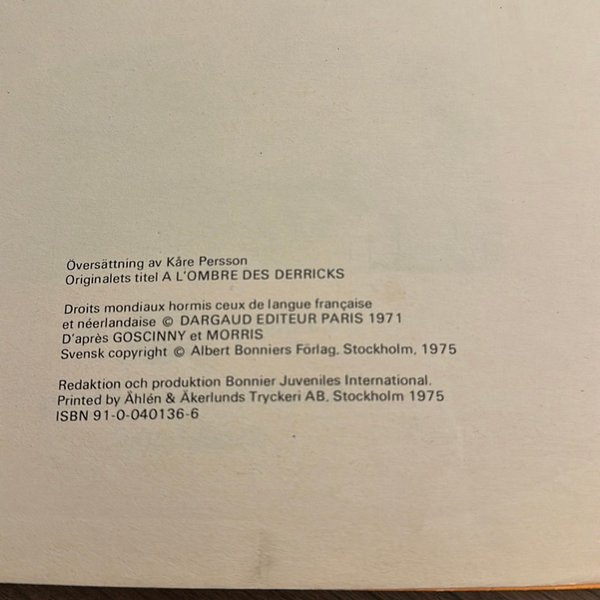 Översättning av Kåre Persson
Originalets titel A L'OMBRE DES DERRICKS
Droits mondiaux hormis ceux de langue française
et néerlandaise © DARGAUD EDITEUR PARIS 1971
D'après GOSCINNY et MORRIS
Svensk copyright © Albert Bonniers Förlag, Stockholm, 1975
Redaktion och produktion Bonnier Juveniles International.
Printed by Åhlén & Åkerlunds Tryckeri AB, Stockholm 1975
ISBN 91-0-040136-6